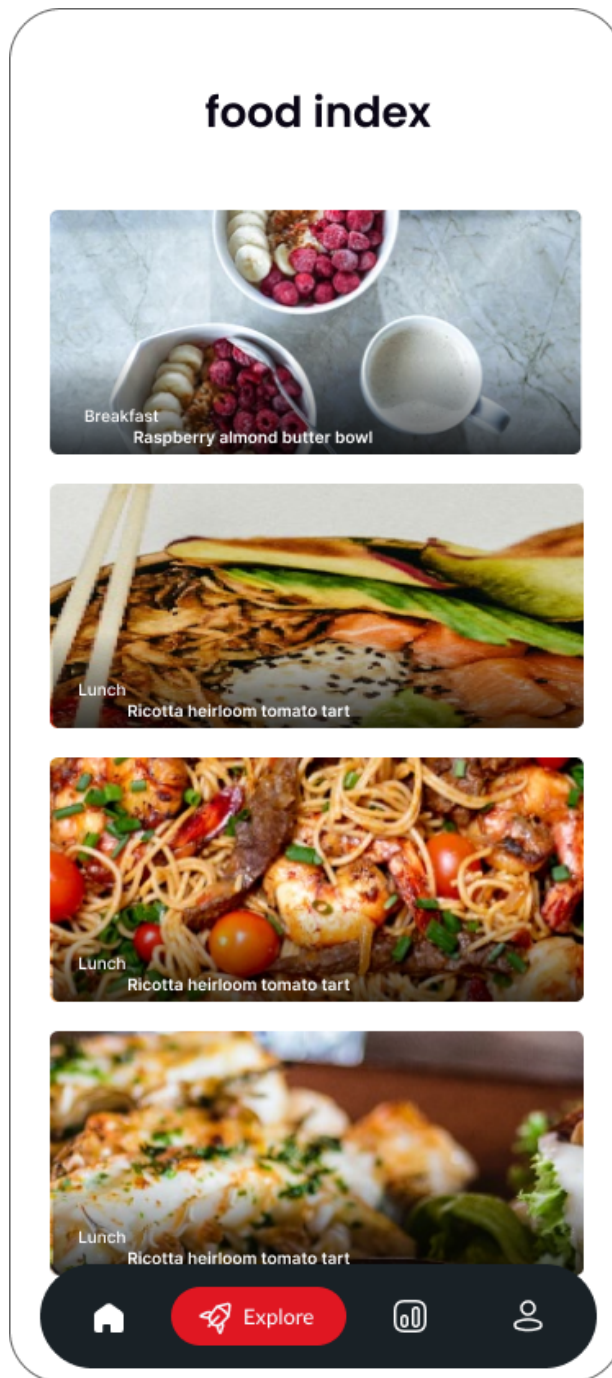 food index
Breakfast
Raspberry almond butter bowl
Lunch
Ricotta heirloom tomato tart
Lunch
Ricotta heirloom tomato tart
Lunch
Ricotta heirloom tomato tart
Explore